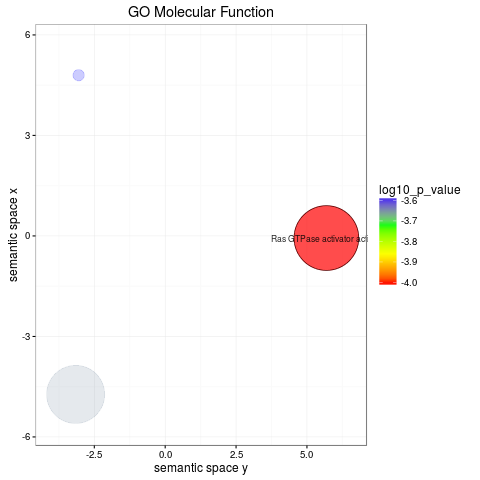 GO Molecular Function
6
3
0
-3
-6
semantic space x
Ras GTPase activator acti
-2.5 0.0 2.5 5.0
semantic space y
log10_p_value
-3.6
-3.7
-3.8
-3.9
-4.0